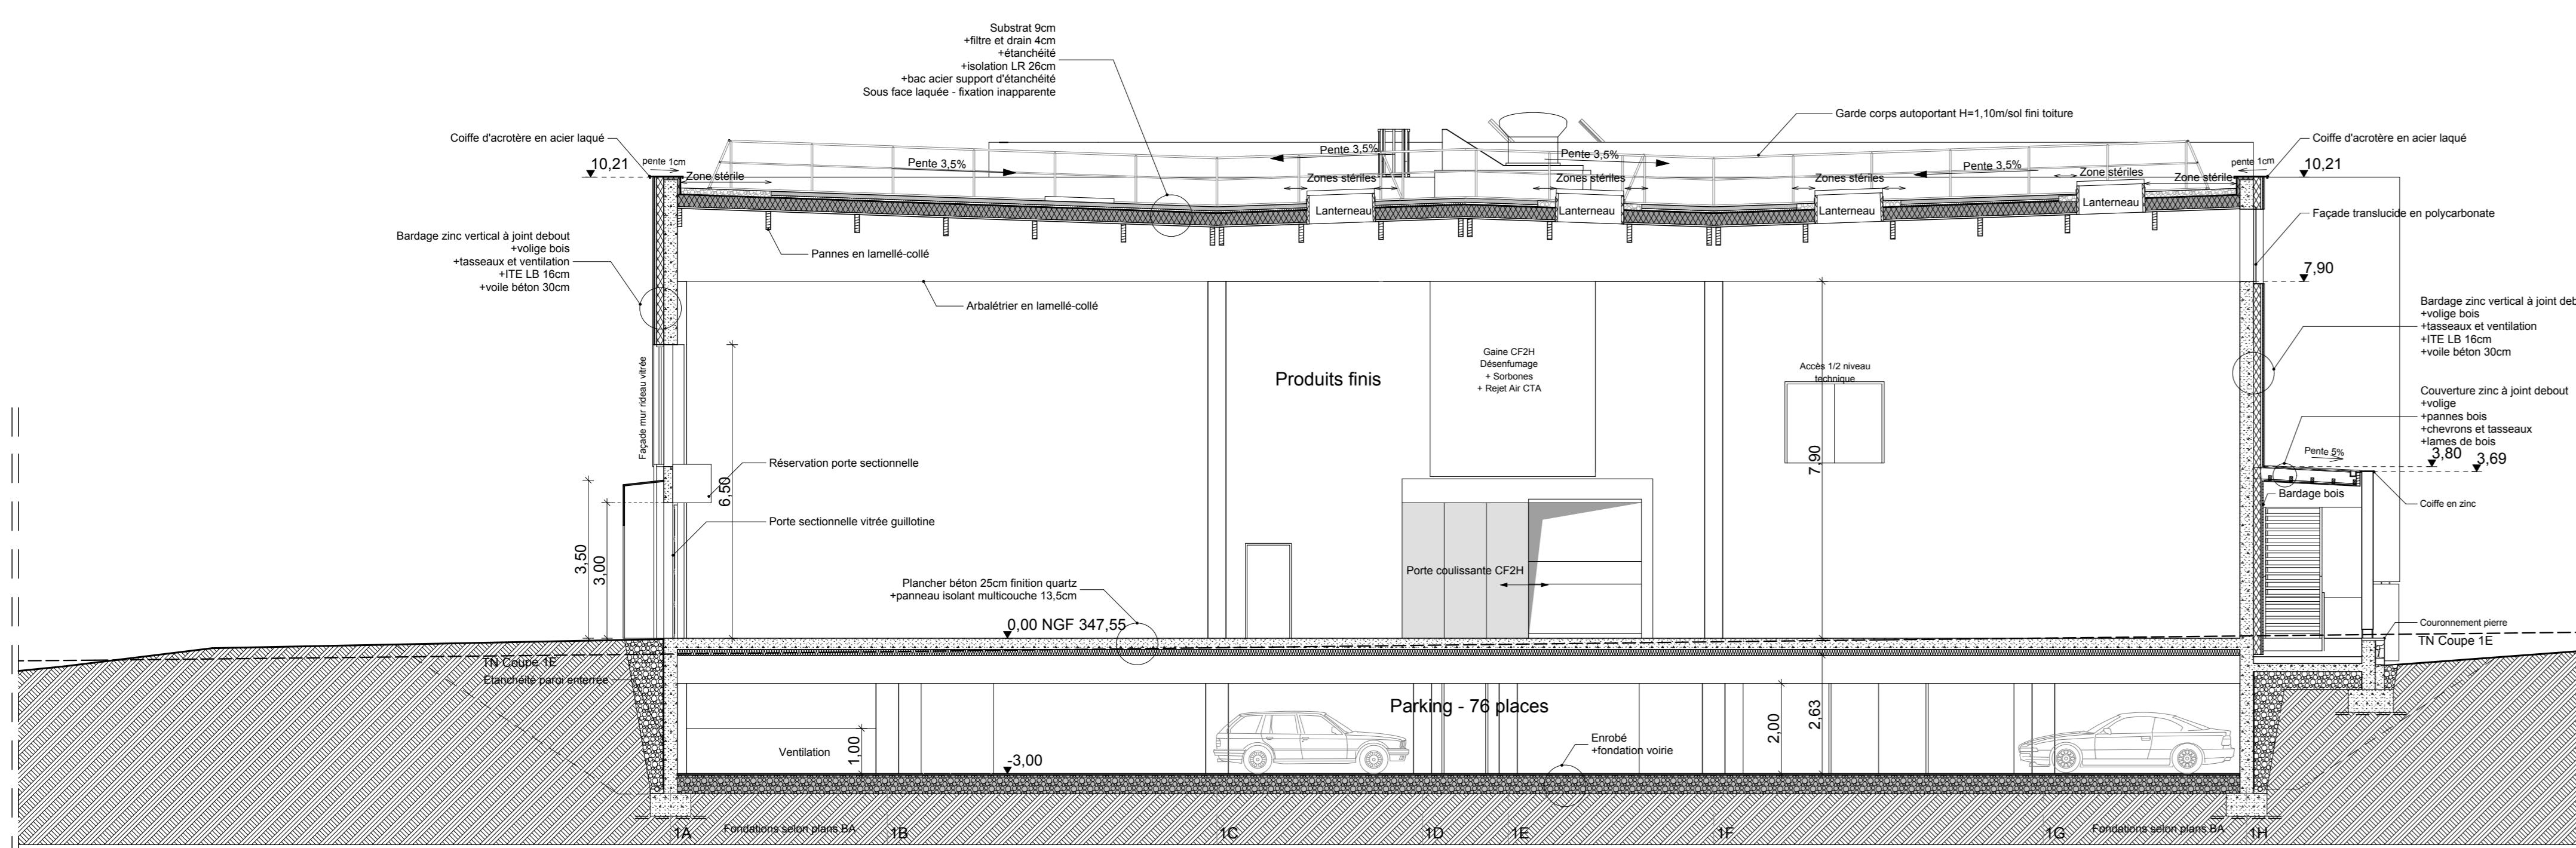 Substrat 9cm
+filtre et drain 4cm
+étanchéité
+isolation LR 26cm
+bac acier support d'étanchéité
Sous face laquée - fixation inapparente
Garde corps autoportant H=1,10m/sol fini toiture
Coiffe d'acrotère en acier laqué
10,21
pente 1cm
Zone stérile
Pente 3,5%
Pente 3,5%
Pente 3,5%
Pente 3,5%
Zones stériles
Zones stériles
Zones stériles
Zone stériles
Zone stérile
pente 1cm
Coiffe d'acrotère en acier laqué
10,21
Lanterneau
Lanterneau
Lanterneau
Lanterneau
Façade translucide en polycarbonate
Bardage zinc vertical à joint debout
+volige bois
+tasseaux et ventilation
+ITE LB 16cm
+voile béton 30cm
Pannes en lamellé-collé
Arbalétrier en lamellé-collé
7,90
Bardage zinc vertical à joint deb
+volige bois
+tasseaux et ventilation
+ITE LB 16cm
+voile béton 30cm
Façade mur rideau vitrée
Produits finis
Gaine CF2H
Désenfumage
+ Sorbones
+ Rejet Air CTA
Accès 1/2 niveau
technique
Couverture zinc à joint debout
+volige
+pannes bois
+chevrons et tasseaux
+lames de bois
Pente 5%
3,80
3,69
Réservation porte sectionnelle
6,50
7,90
Bardage bois
Coiffe en zinc
Porte sectionnelle vitrée guillotine
3,50
3,00
Porte coulissante CF2H
Plancher béton 25cm finition quartz
+panneau isolant multicouche 13,5cm
0,00 NGF 347,55
Couronnement pierre
TN Coupe 1E
TN Coupe 1E
Etanchéité paroi enterrée
Parking - 76 places
Ventilation
1,00
-3,00
Enrobé
+fondation voirie
2,00
2,63
1A
Fondations selon plans BA
1B
1C
1D
1E
1F
1G
Fondations selon plans BA
1H